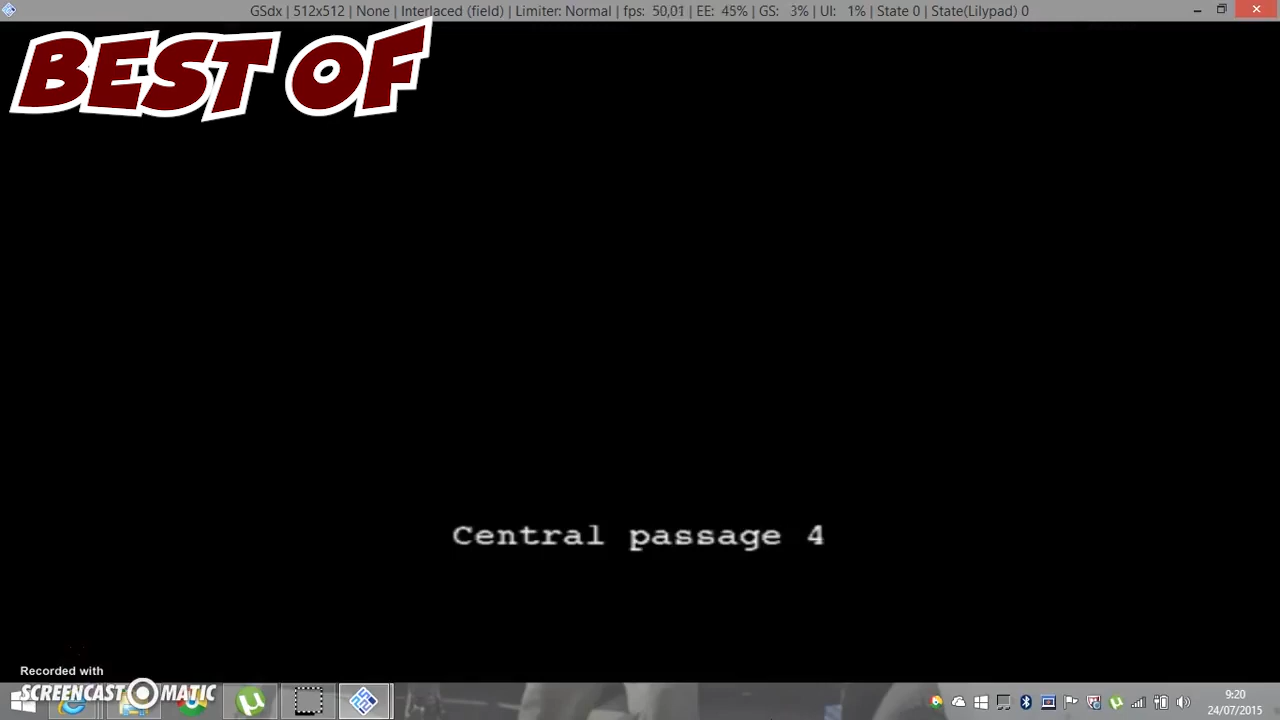 GSdx | 512x512 | None | Interlaced (field) | Limiter: Normal | fps: 50,01 | EE: 45% | GS: 3% | UI: 1% | State 0 | State(Lilypad) 0
BEST OF
Central passage 4
Recorded with
SCREENCAST MATIC
9:20
24/07/2015